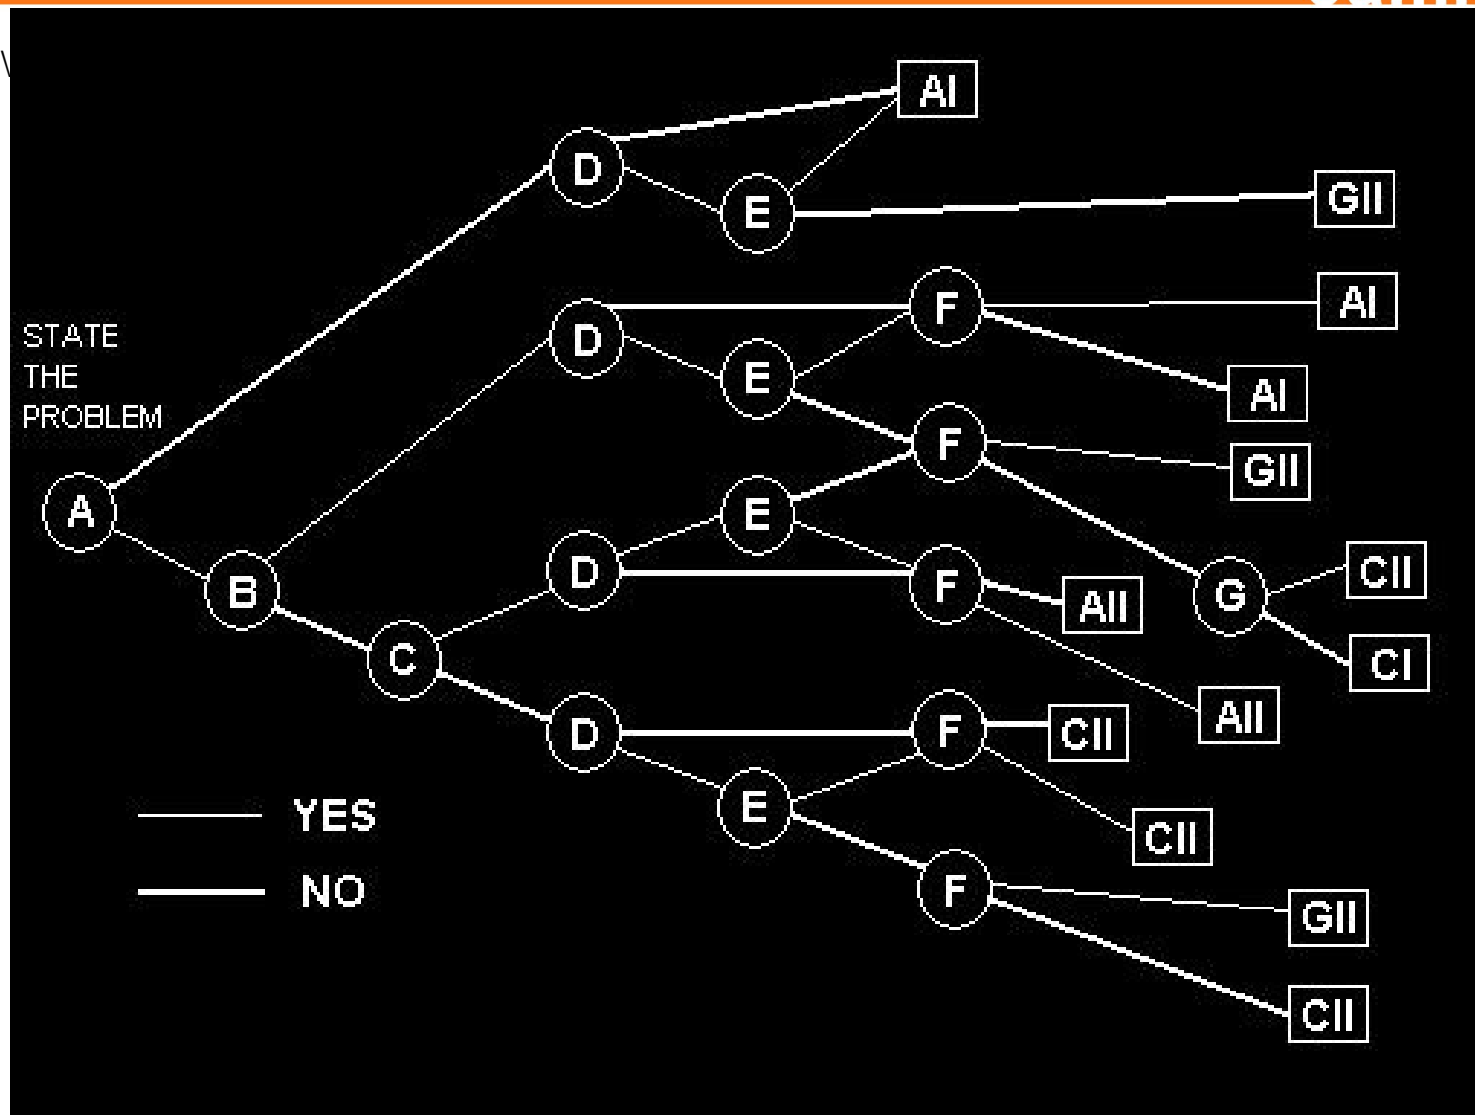 \
AI
D
E
GII
F
AI
STATE
THE
PROBLEM
D
E
AI
F
GII
A
E
B
D
F
AII
G
CII
C
CI
D
F
CII
AII
YES
E
CII
NO
F
GII
CII